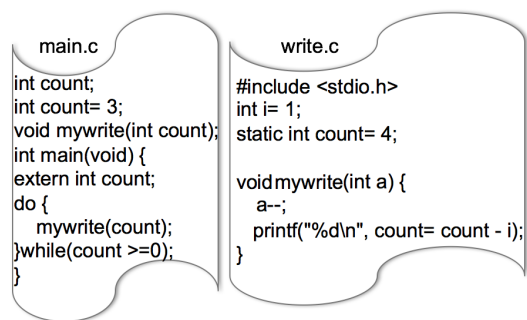 main.c
int count;
int count= 3;
void mywrite(int count);
int main(void) {
extern int count;
do {
mywrite(count);
}while(count >=0);
}
write.c
#include <stdio.h>
int i= 1;
static int count= 4;
void mywrite(int a) {
a--;
printf("%d\n", count= count - i);
}